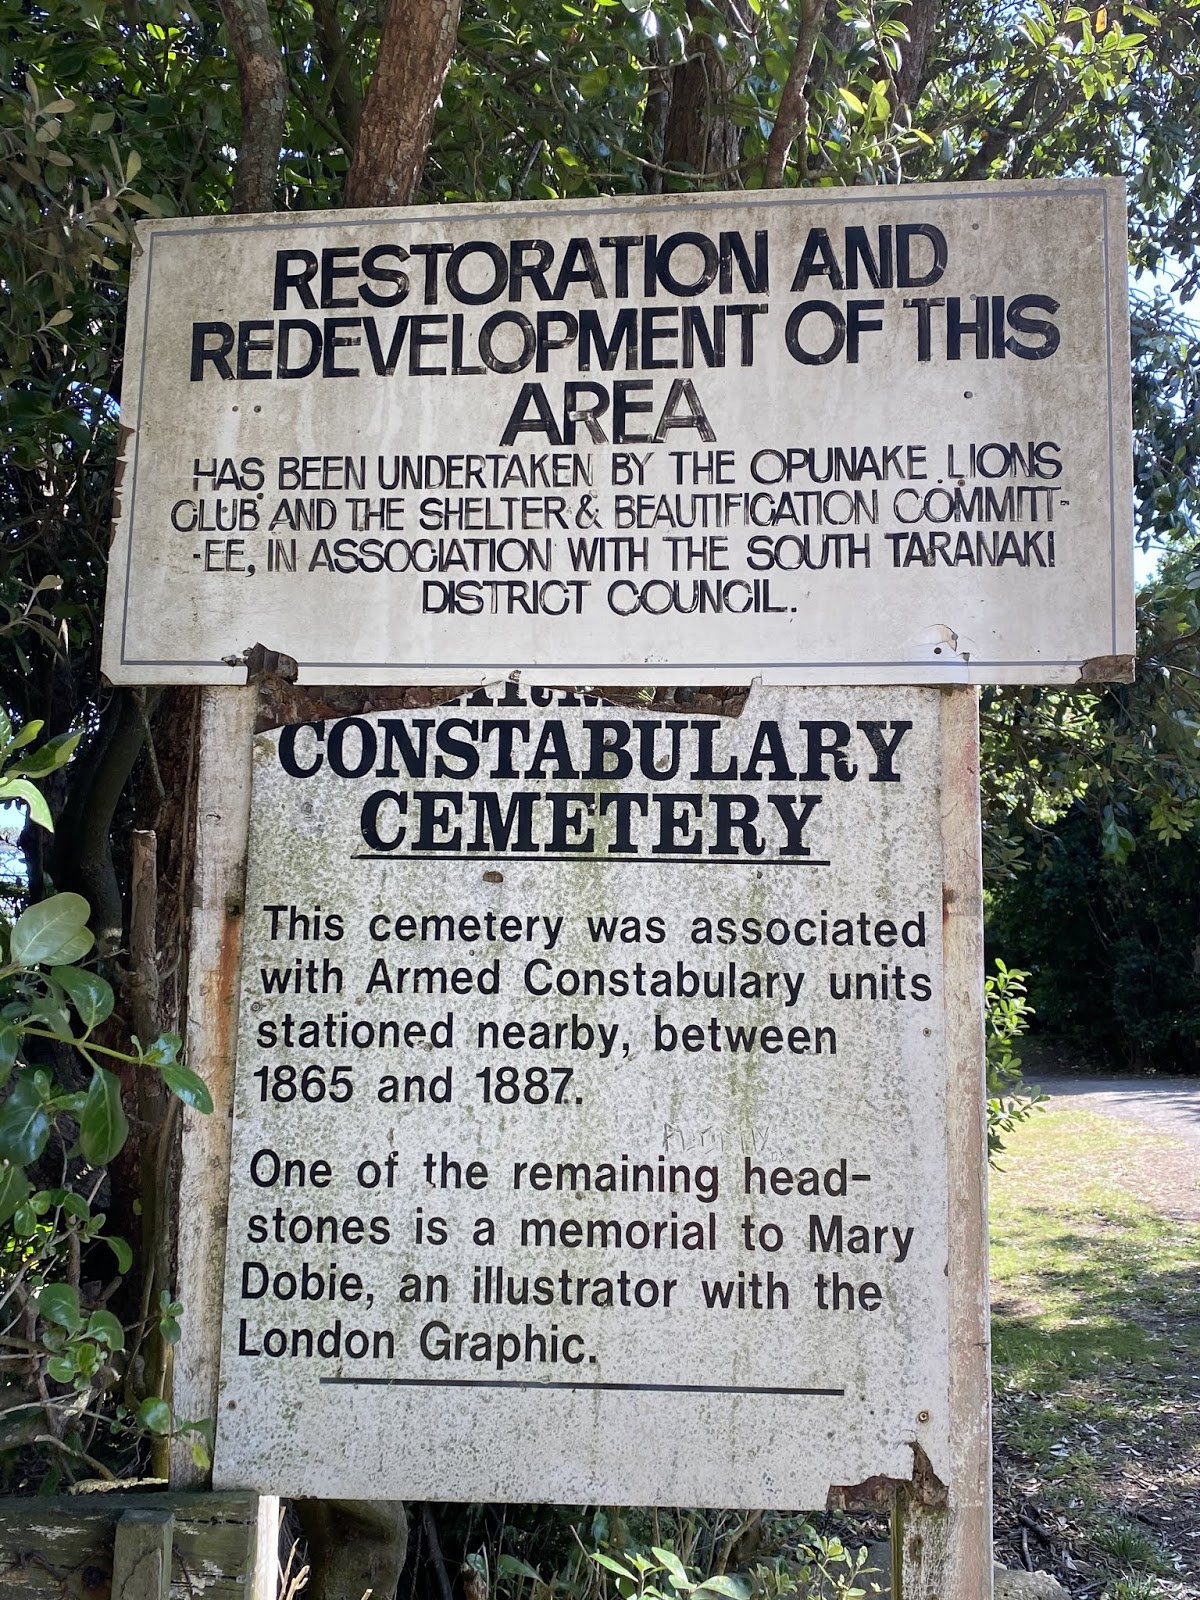 RESTORATION AND
REDEVELOPMENT OF THIS
AREA
HAS BEEN UNDERTAKEN BY THE OPUNAKE LIONS
CLUB AND THE SHELTER & BEAUTIFICATION COMMITT-
-EE, IN ASSOCIATION WITH THE SOUTH TARANAKI
DISTRICT COUNCIL.
CONSTABULARY
CEMETERY
This cemetery was associated
with Armed Constabulary units
stationed nearby, between
1865 and 1887.
One of the remaining head-
stones is a memorial to Mary
Dobie, an illustrator with the
London Graphic.